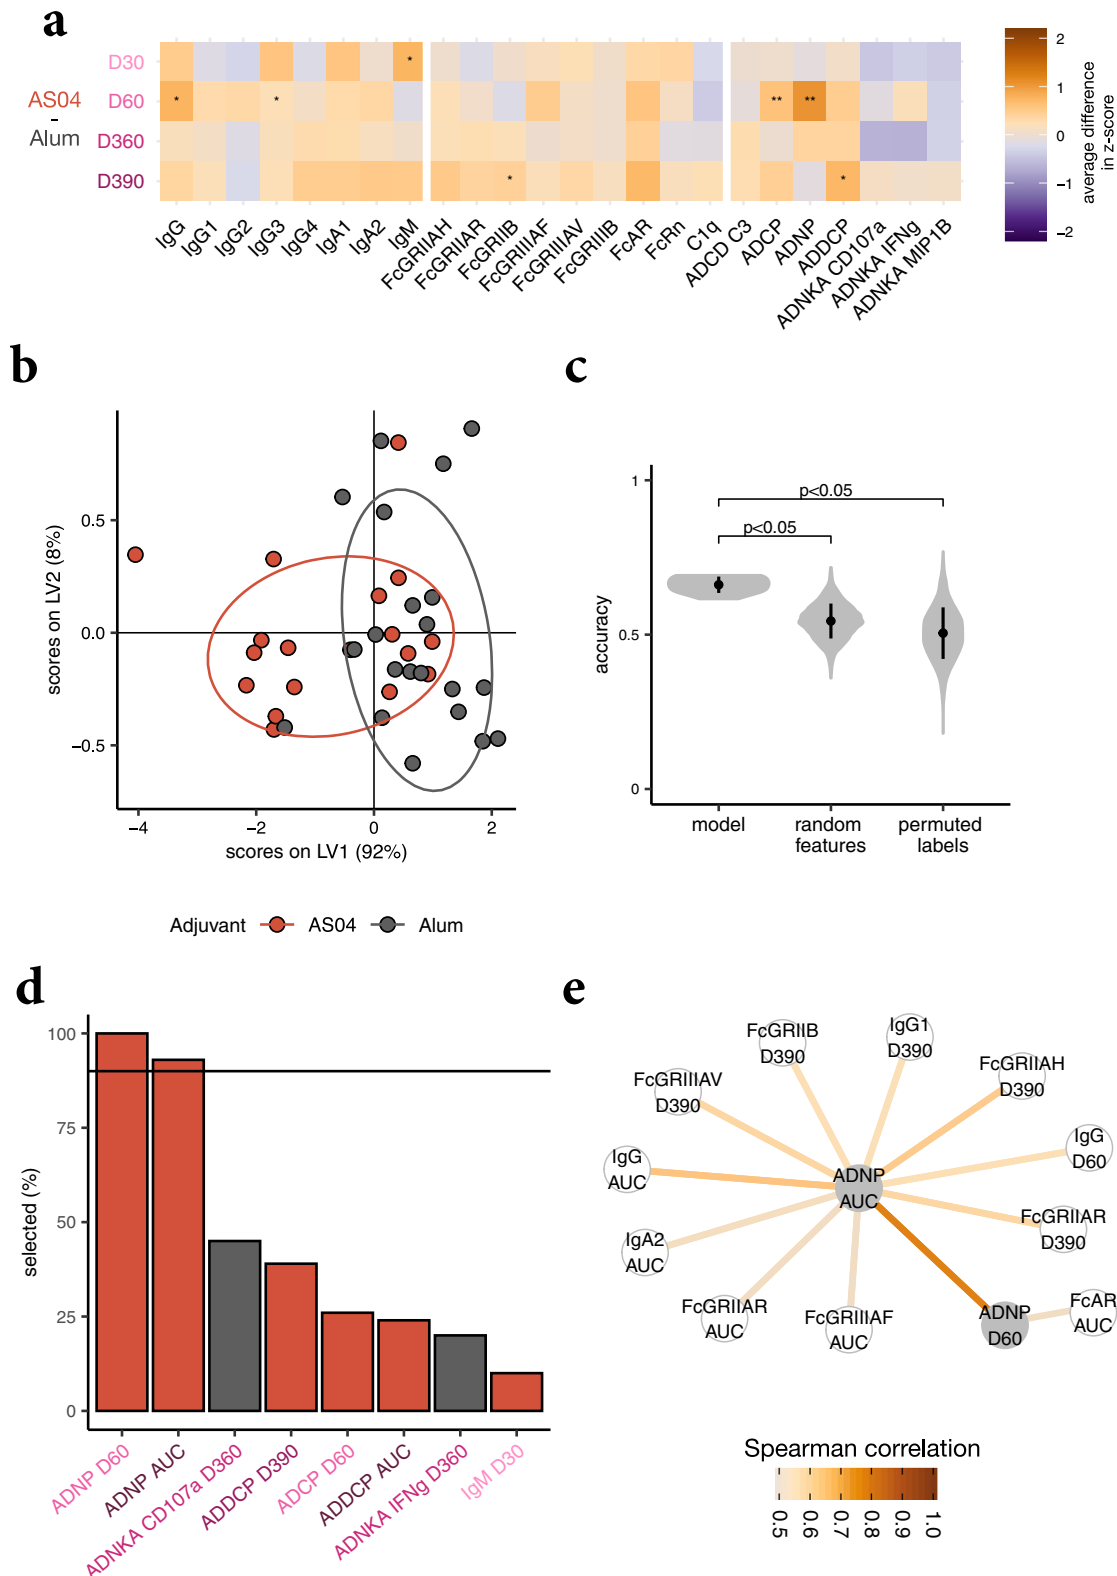 a
D30
D60
D360
D390
AS04
-
Alum
*
*
*
**
**
*
*
IgG
IgG1
IgG2
IgG3
IgG4
IgA1
IgA2
IgM
FcGRIIAH
FcGRIIAR
FcGRIIB
FcGRIIIAF
FcGRIIIAV
FcGRIIIB
FcAR
FcRn
C1q
ADCD C3
ADCP
ADNP
ADDCP
ADNKA CD107a
ADNKA IFNg
ADNKA MIP1B
2
1
0
−1
−2
average difference
in z-score
b
0.5
0.0
−0.5
scores on LV2 (8%)
−4
−2
0
2
scores on LV1 (92%)
Adjuvant
AS04
Alum
c
1
0.5
0
accuracy
p<0.05
p<0.05
model
random
features
permuted
labels
d
100
75
50
25
0
selected (%)
ADNP D60
ADNP AUC
ADNKA CD107a D360
ADDCP D390
ADCP D60
ADDCP AUC
ADNKA IFNg D360
IgM D30
e
FcGRIIB
D390
IgG1
D390
FcGRIIAH
D390
FcGRIIIAV
D390
IgG
D60
IgG
AUC
ADNP
AUC
FcGRIIAR
D390
IgA2
AUC
FcGRIIAR
AUC
FcGRIIIAF
AUC
ADNP
D60
FcAR
AUC
Spearman correlation
0.5
0.6
0.7
0.8
0.9
1.0